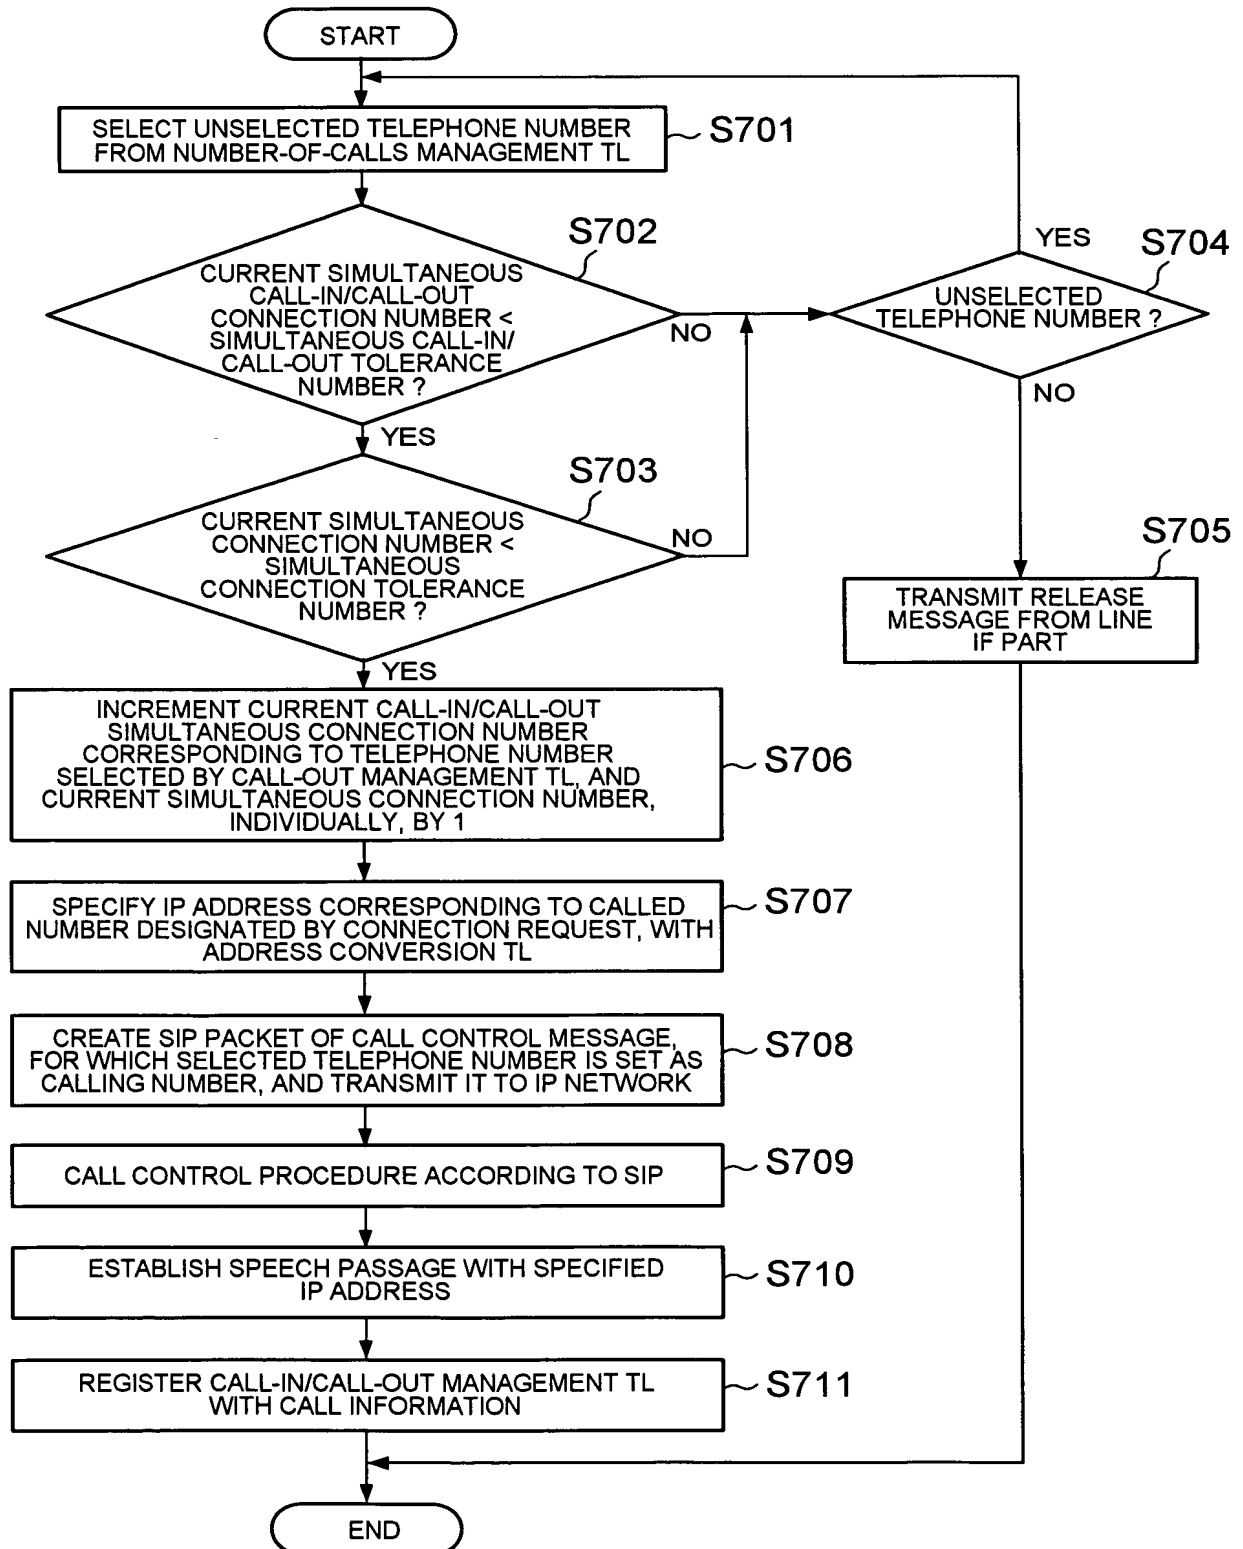 START
SELECT UNSELECTED TELEPHONE NUMBER
FROM NUMBER-OF-CALLS MANAGEMENT TL
S701
S702
CURRENT SIMULTANEOUS
CALL-IN/CALL-OUT
CONNECTION NUMBER <
SIMULTANEOUS CALL-IN/
CALL-OUT TOLERANCE
NUMBER ?
NO
YES
S703
CURRENT SIMULTANEOUS
CONNECTION NUMBER <
SIMULTANEOUS
CONNECTION TOLERANCE
NUMBER ?
NO
YES
YES
S704
UNSELECTED
TELEPHONE NUMBER ?
NO
S705
TRANSMIT RELEASE
MESSAGE FROM LINE
IF PART
INCREMENT CURRENT CALL-IN/CALL-OUT
SIMULTANEOUS CONNECTION NUMBER
CORRESPONDING TO TELEPHONE NUMBER
SELECTED BY CALL-OUT MANAGEMENT TL, AND
CURRENT SIMULTANEOUS CONNECTION NUMBER,
INDIVIDUALLY, BY 1
S706
SPECIFY IP ADDRESS CORRESPONDING TO CALLED
NUMBER DESIGNATED BY CONNECTION REQUEST, WITH
ADDRESS CONVERSION TL
S707
CREATE SIP PACKET OF CALL CONTROL MESSAGE,
FOR WHICH SELECTED TELEPHONE NUMBER IS SET AS
CALLING NUMBER, AND TRANSMIT IT TO IP NETWORK
S708
CALL CONTROL PROCEDURE ACCORDING TO SIP
S709
ESTABLISH SPEECH PASSAGE WITH SPECIFIED
IP ADDRESS
S710
REGISTER CALL-IN/CALL-OUT MANAGEMENT TL
WITH CALL INFORMATION
S711
END